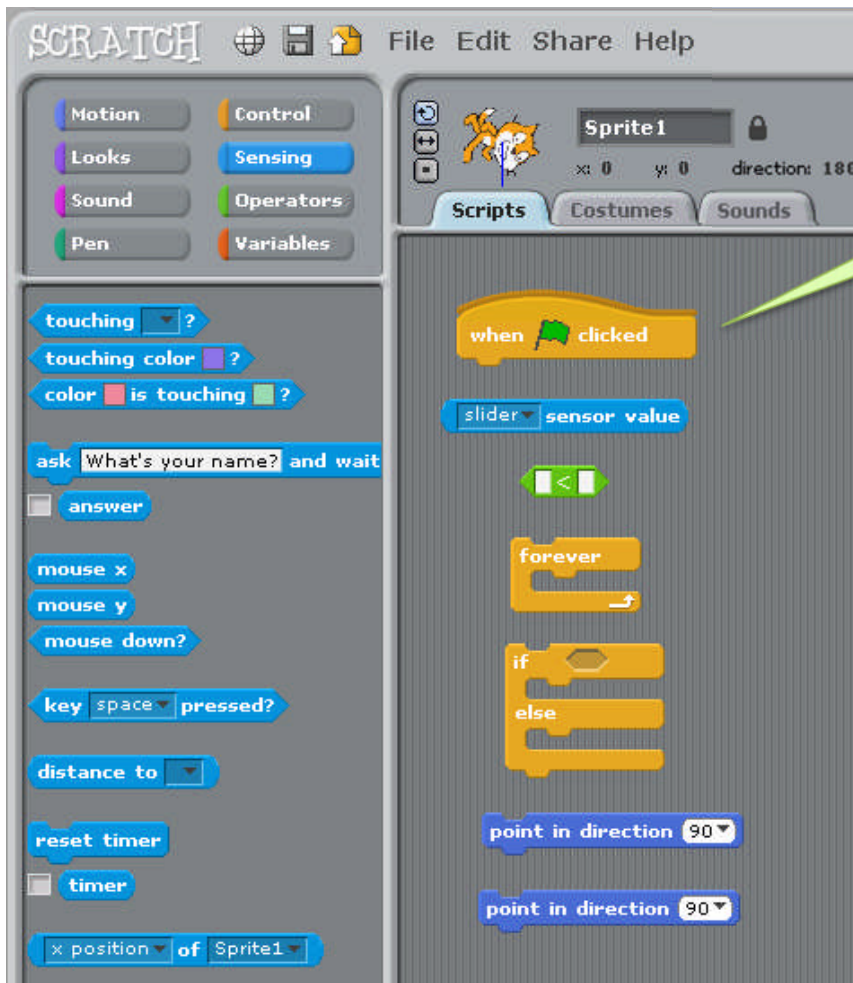 SCRATCH File Edit Share Help
Motion Control
Looks Sensing
Sound Operators
Pen Variables
Sprite1
x: 0 y: 0 direction: 180
Scripts Costumes Sounds
touching ?
touching color ?
color is touching ?
ask What's your name? and wait
answer
mouse x
mouse y
mouse down?
key space pressed?
distance to
reset timer
timer
x position of Sprite1
when clicked
slider sensor value
<
forever
if
else
point in direction 90
point in direction 90